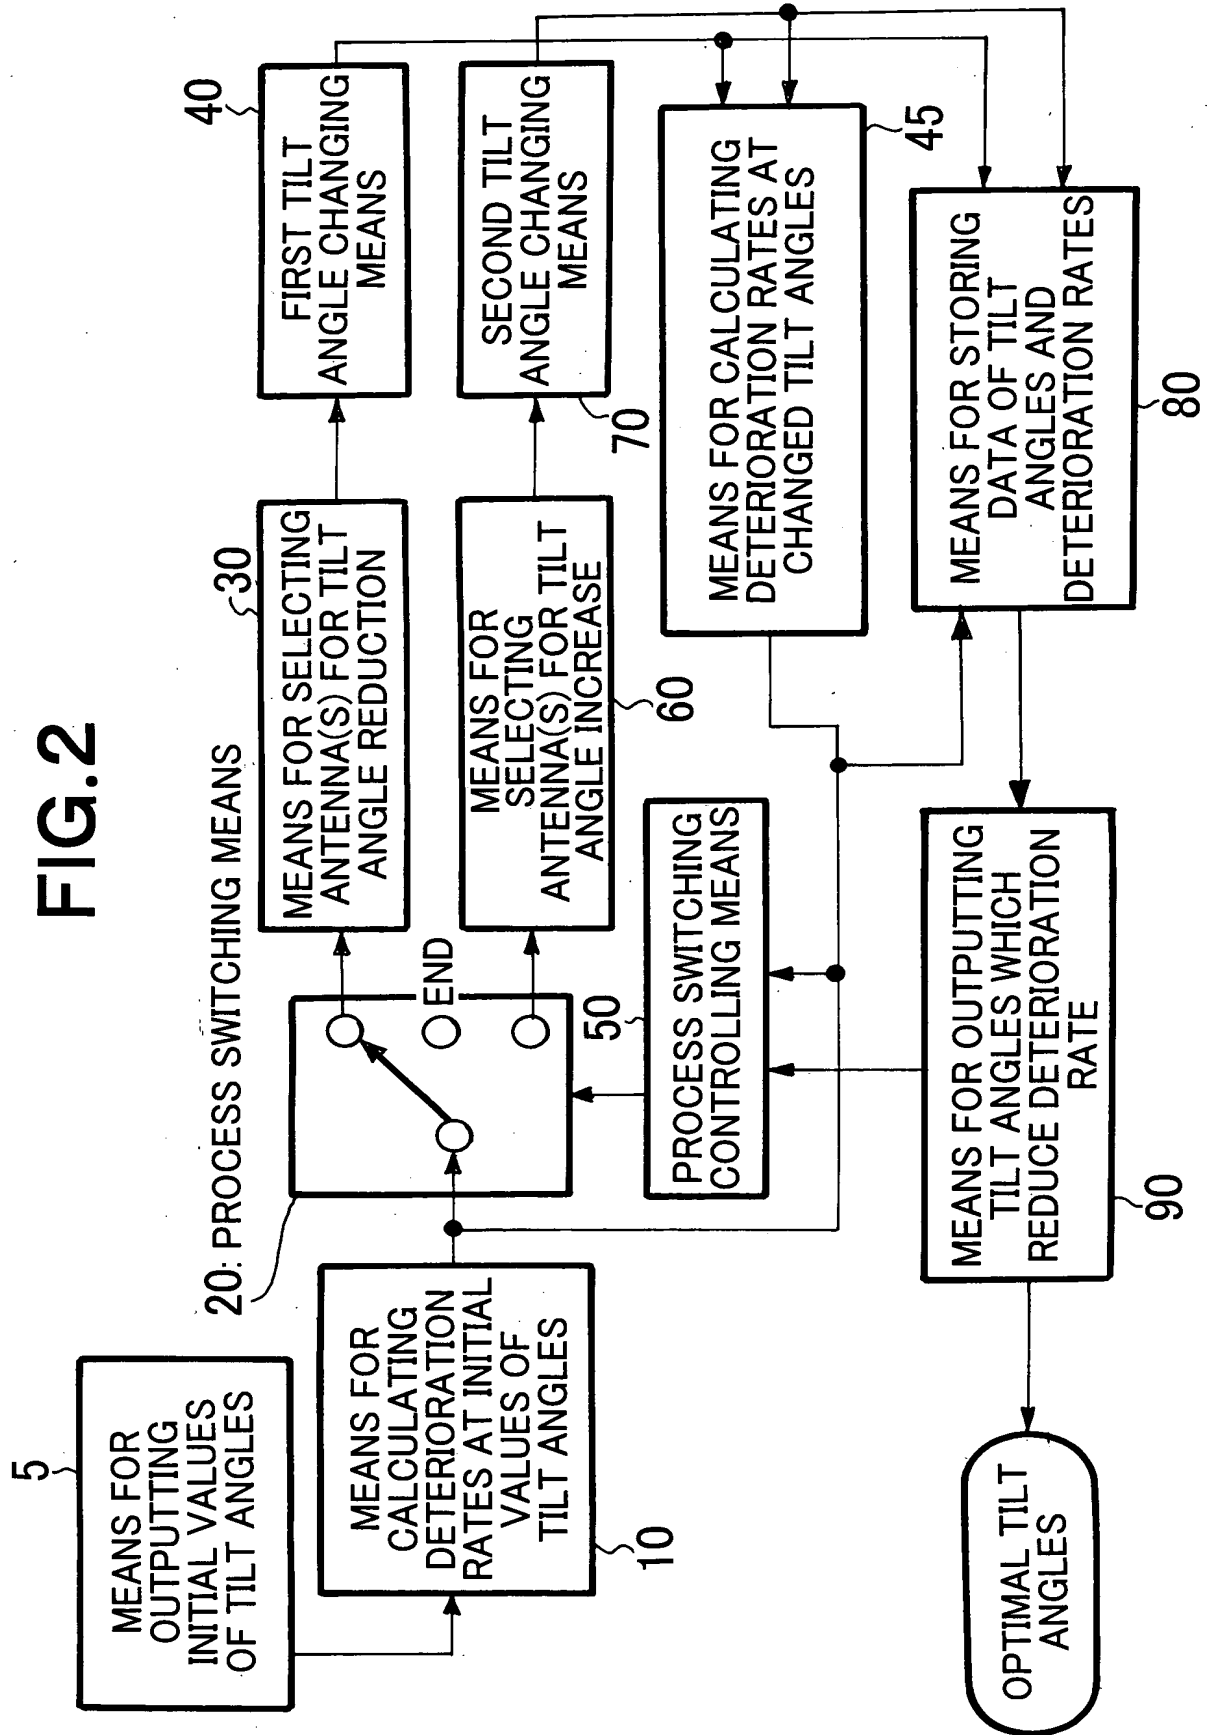 FIG.2
5
MEANS FOR
OUTPUTTING
INITIAL VALUES
OF TILT ANGLES
MEANS FOR
CALCULATING
DETERIORATION
RATES AT INITIAL
VALUES OF
TILT ANGLES
10
20: PROCESS SWITCHING MEANS
END
MEANS FOR SELECTING
ANTENNA(S) FOR TILT
ANGLE REDUCTION
30
FIRST TILT
ANGLE CHANGING
MEANS
40
MEANS FOR
SELECTING
ANTENNA(S) FOR TILT
ANGLE INCREASE
60
SECOND TILT
ANGLE CHANGING
MEANS
70
MEANS FOR CALCULATING
DETERIORATION RATES AT
CHANGED TILT ANGLES
45
50
PROCESS SWITCHING
CONTROLLING MEANS
MEANS FOR STORING
DATA OF TILT
ANGLES AND
DETERIORATION RATES
80
MEANS FOR OUTPUTTING
TILT ANGLES WHICH
REDUCE DETERIORATION
RATE
90
OPTIMAL TILT
ANGLES